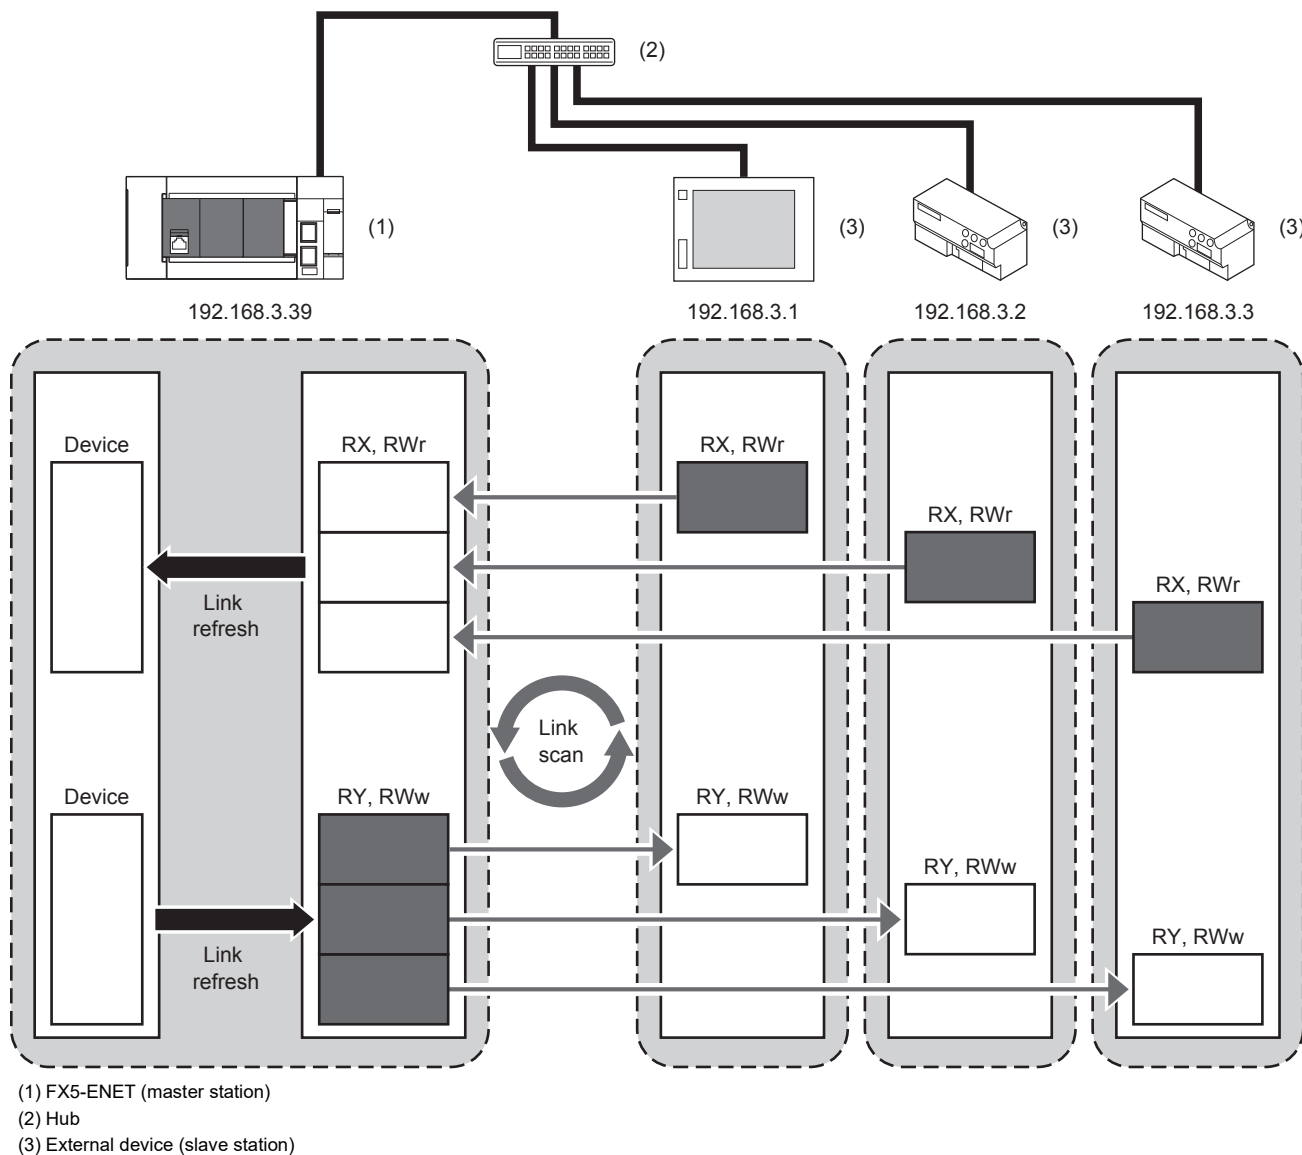 (2)
(1)
(3)
(3)
(3)
192.168.3.39
192.168.3.1
192.168.3.2
192.168.3.3
Device
RX, RWr
RX, RWr
RX, RWr
RX, RWr
Link
refresh
Link
scan
Device
RY, RWw
RY, RWw
RY, RWw
RY, RWw
Link
refresh
(1) FX5-ENET (master station)
(2) Hub
(3) External device (slave station)